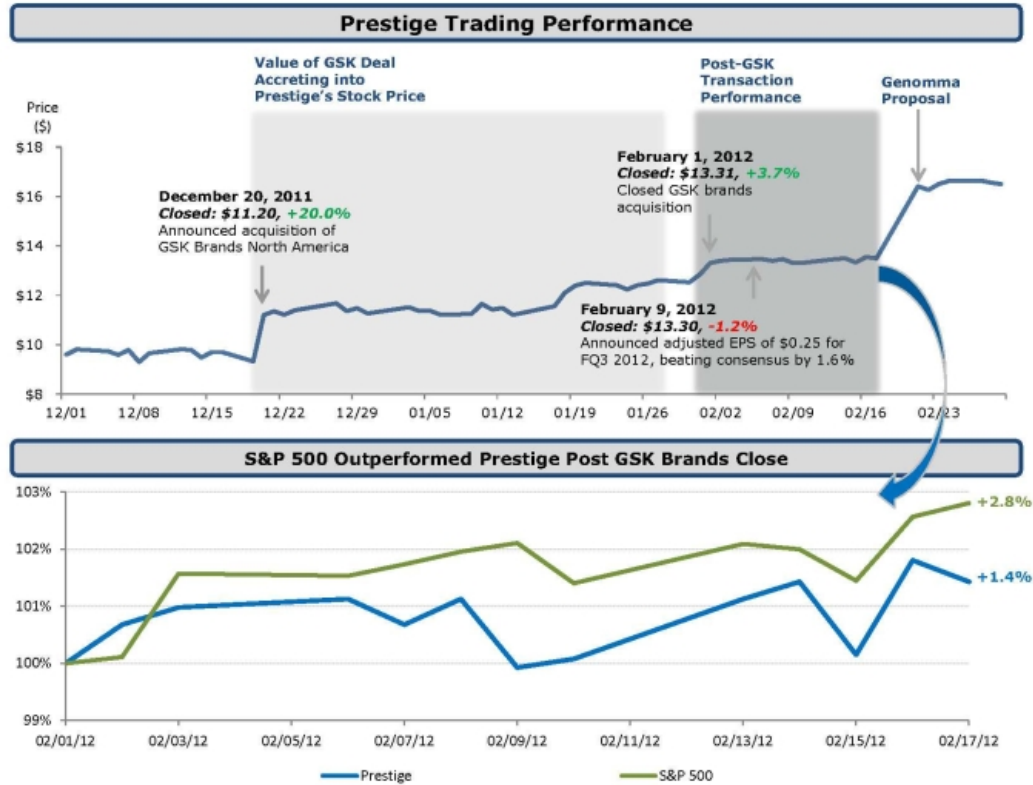 Prestige Trading Performance
Value of GSK Deal
Accreting into
Prestige's Stock Price
Post-GSK
Transaction
Performance
Genomma
Proposal
Price
($)
$18
$16
$14
$12
$10
$8
December 20, 2011
Closed: $11.20, +20.0%
Announced acquisition of
GSK Brands North America
February 1, 2012
Closed: $13.31, +3.7%
Closed GSK brands
acquisition
February 9, 2012
Closed: $13.30, -1.2%
Announced adjusted EPS of $0.25 for
FQ3 2012, beating consensus by 1.6%
12/01 12/08 12/15 12/22 12/29 01/05 01/12 01/19 01/26 02/02 02/09 02/16 02/23
S&P 500 Outperformed Prestige Post GSK Brands Close
103%
102%
101%
100%
99%
+2.8%
+1.4%
02/01/12 02/03/12 02/05/12 02/07/12 02/09/12 02/11/12 02/13/12 02/15/12 02/17/12
Prestige S&P 500